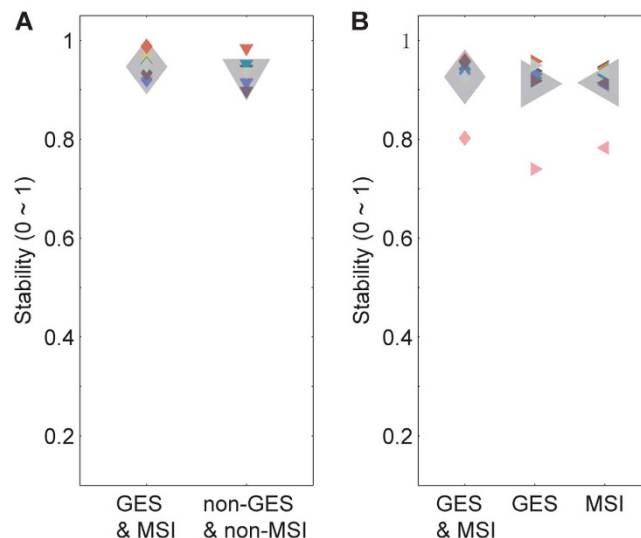 A
B
1
0.8
0.6
0.4
0.2
Stability (0 ~ 1)
GES
& MSI
non-GES
& non-MSI
1
0.8
0.6
0.4
0.2
Stability (0 ~ 1)
GES
& MSI
GES
MSI